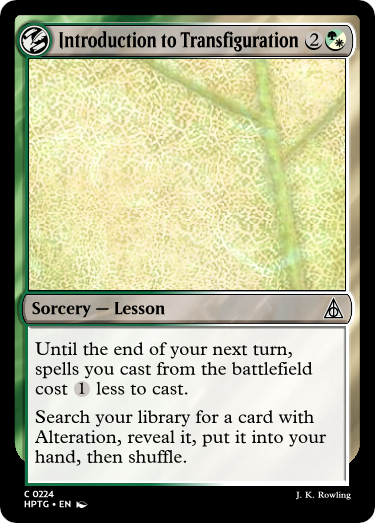 Introduction to Transfiguration 2
Sorcery — Lesson
Until the end of your next turn,
spells you cast from the battlefield
cost 1 less to cast.
Search your library for a card with
Alteration, reveal it, put it into your
hand, then shuffle.
C 0224
HPTG • EN J. K. Rowling